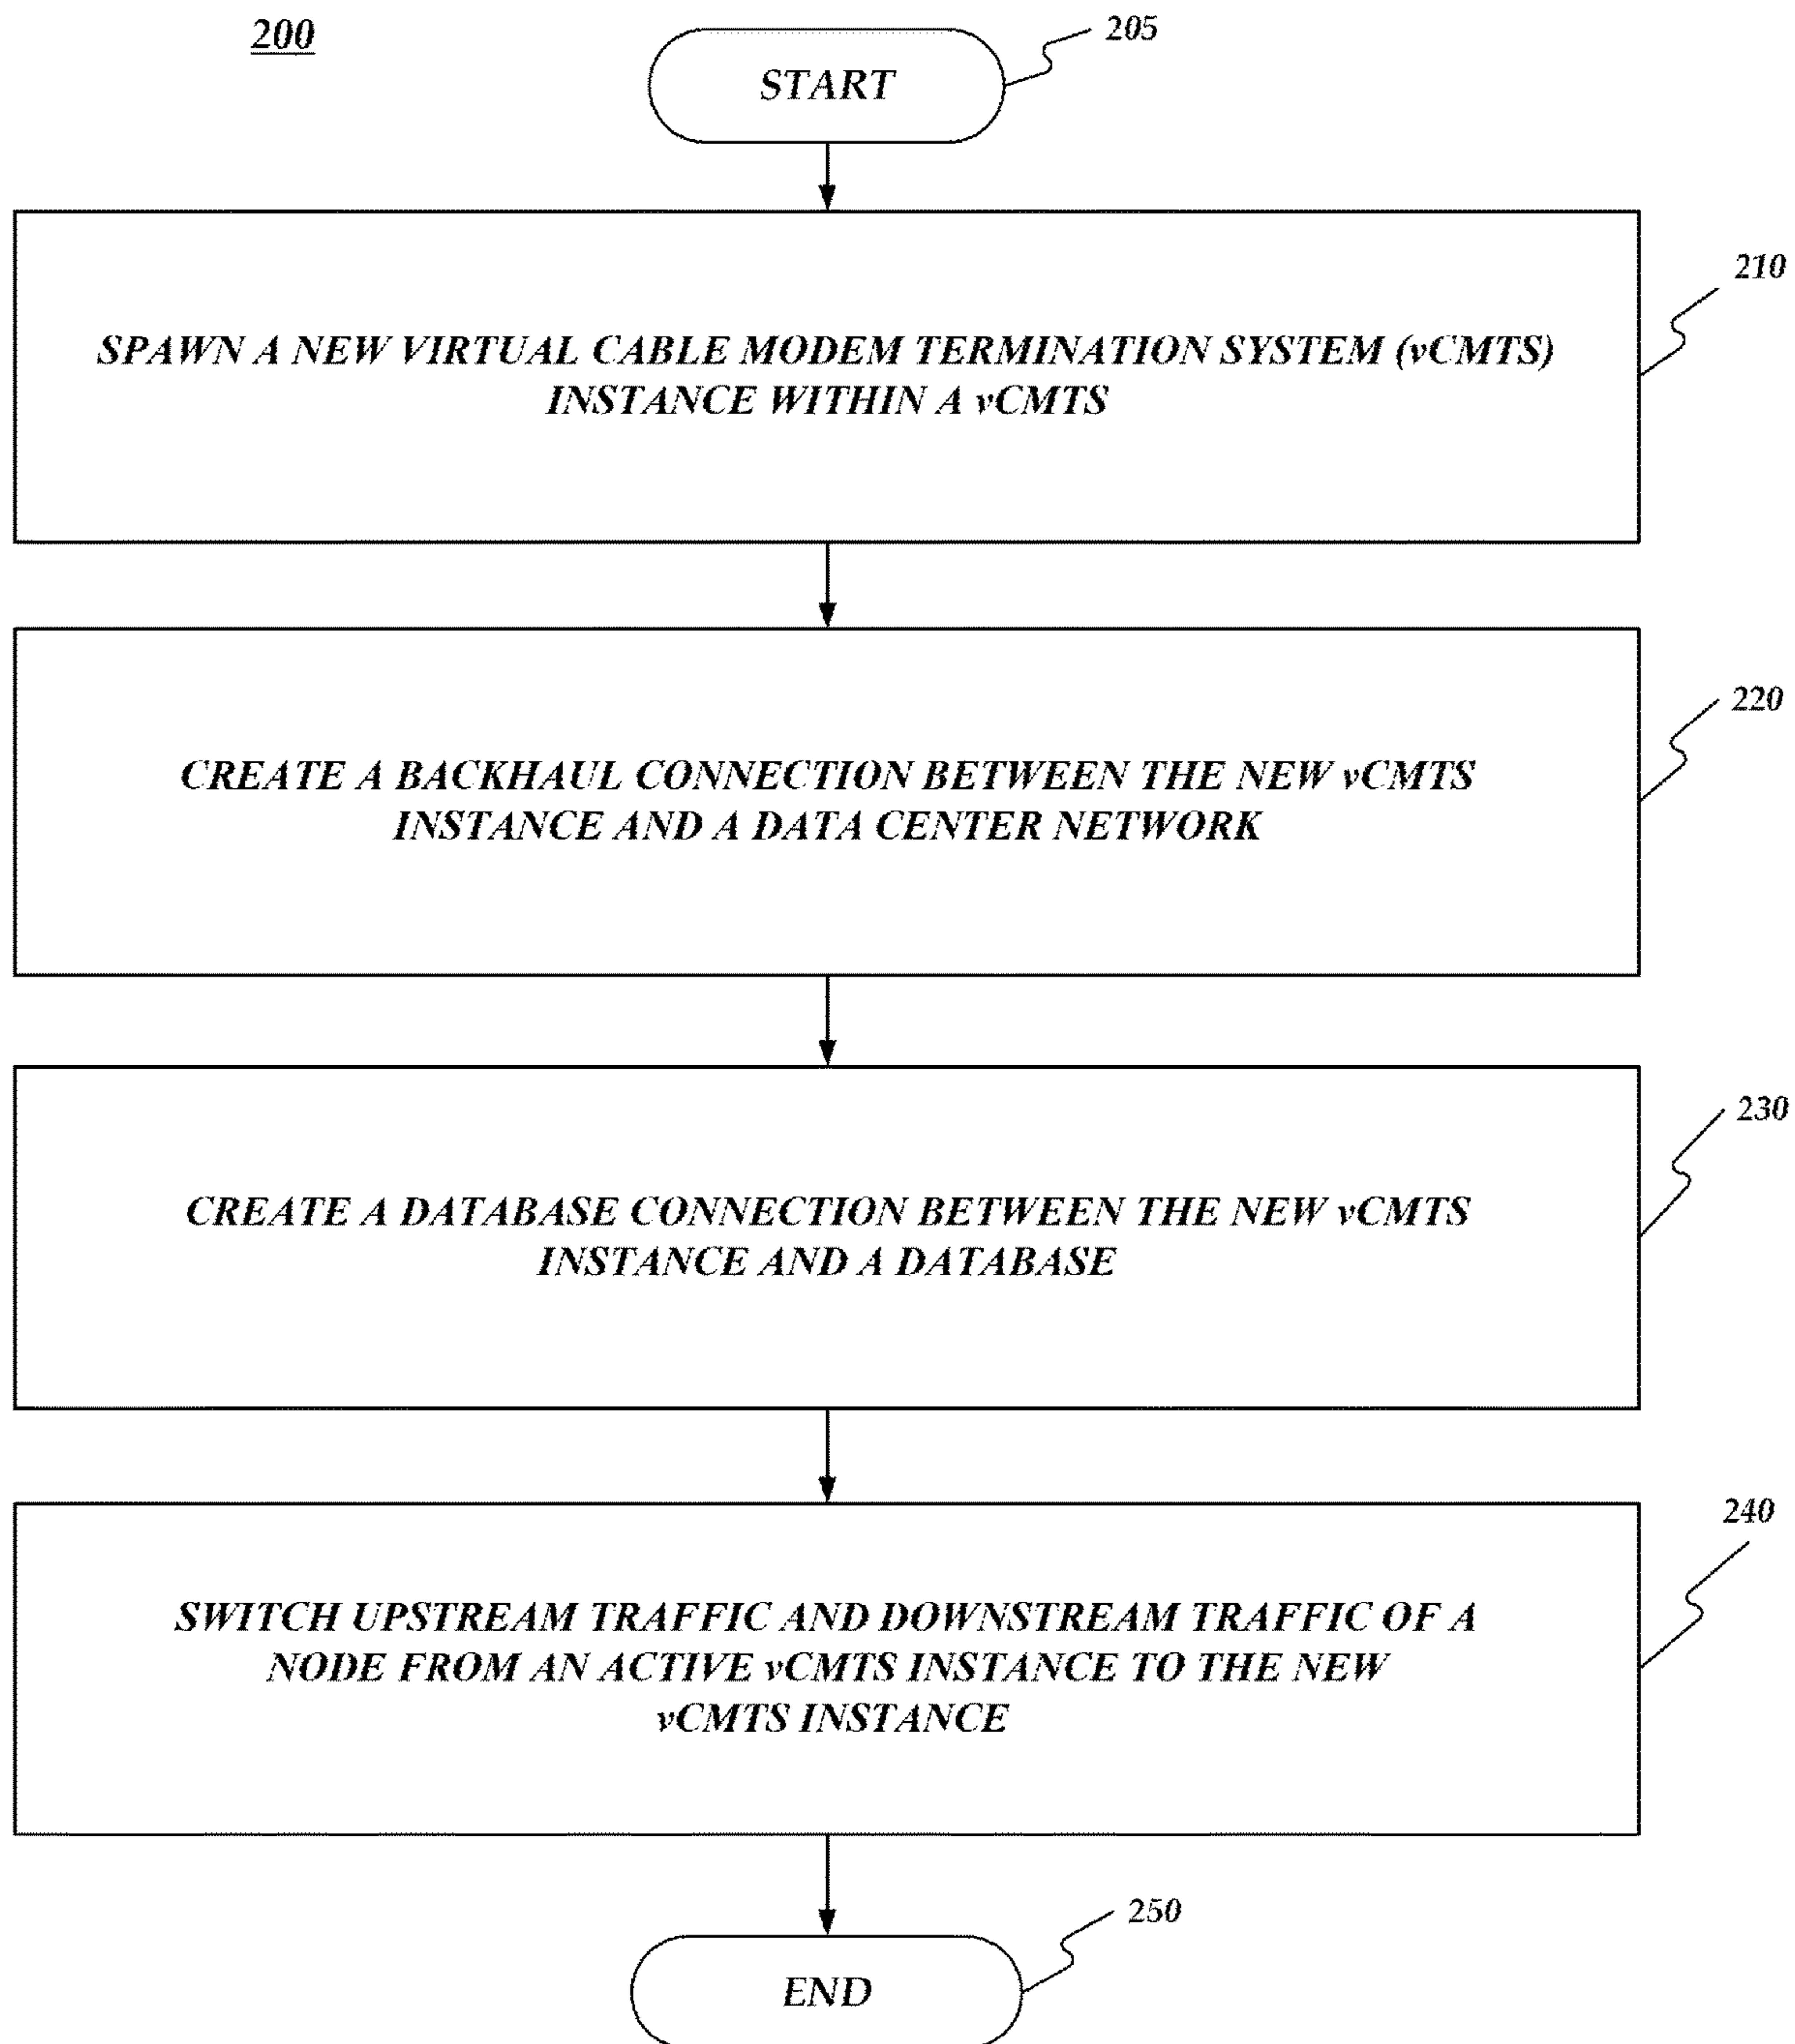 200
START
205
SPAWN A NEW VIRTUAL CABLE MODEM TERMINATION SYSTEM (vCMTS)
INSTANCE WITHIN A vCMTS
210
CREATE A BACKHAUL CONNECTION BETWEEN THE NEW vCMTS
INSTANCE AND A DATA CENTER NETWORK
220
CREATE A DATABASE CONNECTION BETWEEN THE NEW vCMTS
INSTANCE AND A DATABASE
230
SWITCH UPSTREAM TRAFFIC AND DOWNSTREAM TRAFFIC OF A
NODE FROM AN ACTIVE vCMTS INSTANCE TO THE NEW
vCMTS INSTANCE
240
END
250